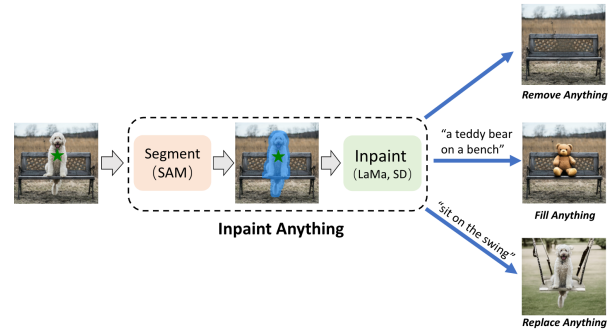 Remove Anything
Segment
(SAM)
Inpaint
(LaMa, SD)
"a teddy bear
on a bench"
Fill Anything
Inpaint Anything
"sit on the swing"
Replace Anything